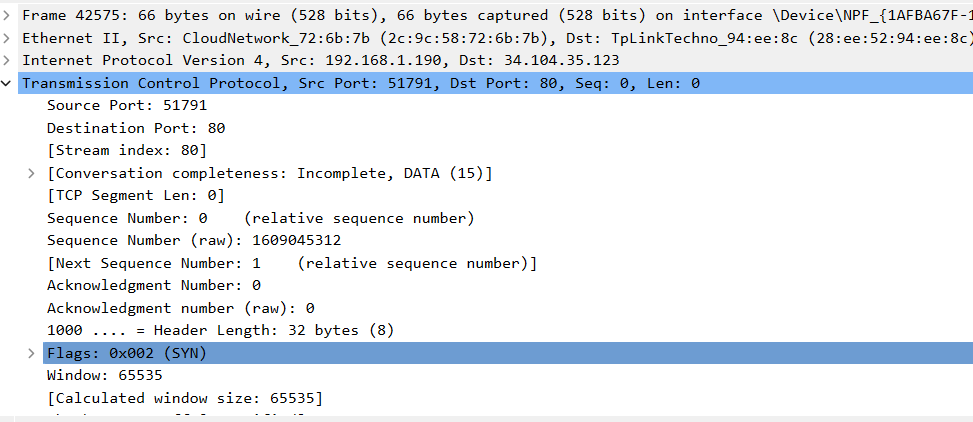 Frame 42575: 66 bytes on wire (528 bits), 66 bytes captured (528 bits) on interface \Device\NPF_{1AFBA67F-1
Ethernet II, Src: CloudNetwork_72:6b:7b (2c:9c:58:72:6b:7b), Dst: TpLinkTechno_94:ee:8c (28:ee:52:94:ee:8c)
Internet Protocol Version 4, Src: 192.168.1.190, Dst: 34.104.35.123
Transmission Control Protocol, Src Port: 51791, Dst Port: 80, Seq: 0, Len: 0
Source Port: 51791
Destination Port: 80
[Stream index: 80]
[Conversation completeness: Incomplete, DATA (15)]
[TCP Segment Len: 0]
Sequence Number: 0    (relative sequence number)
Sequence Number (raw): 1609045312
[Next Sequence Number: 1    (relative sequence number)]
Acknowledgment Number: 0
Acknowledgment number (raw): 0
1000 .... = Header Length: 32 bytes (8)
Flags: 0x002 (SYN)
Window: 65535
[Calculated window size: 65535]